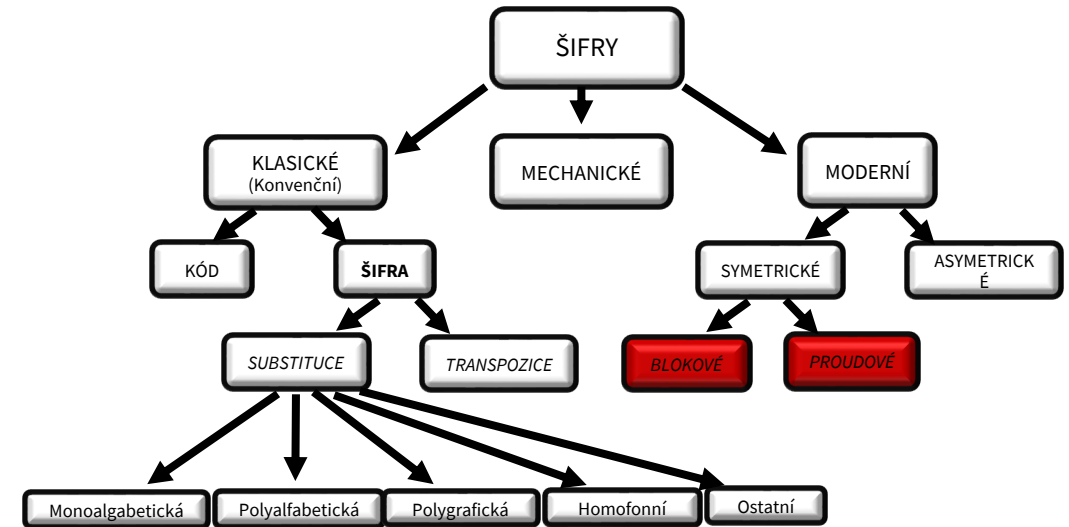 ŠIFRY
KLASICKÉ
(Konvenční)
MECHANICKÉ
MODERNÍ
KÓD
ŠIFRA
SYMETRICKÉ
ASYMETRICK
É
SUBSTITUCE
TRANSPOZICE
BLOKOVÉ
PROUDOVÉ
Monoalgabetická
Polyalfabetická
Polygrafická
Homofonní
Ostatní